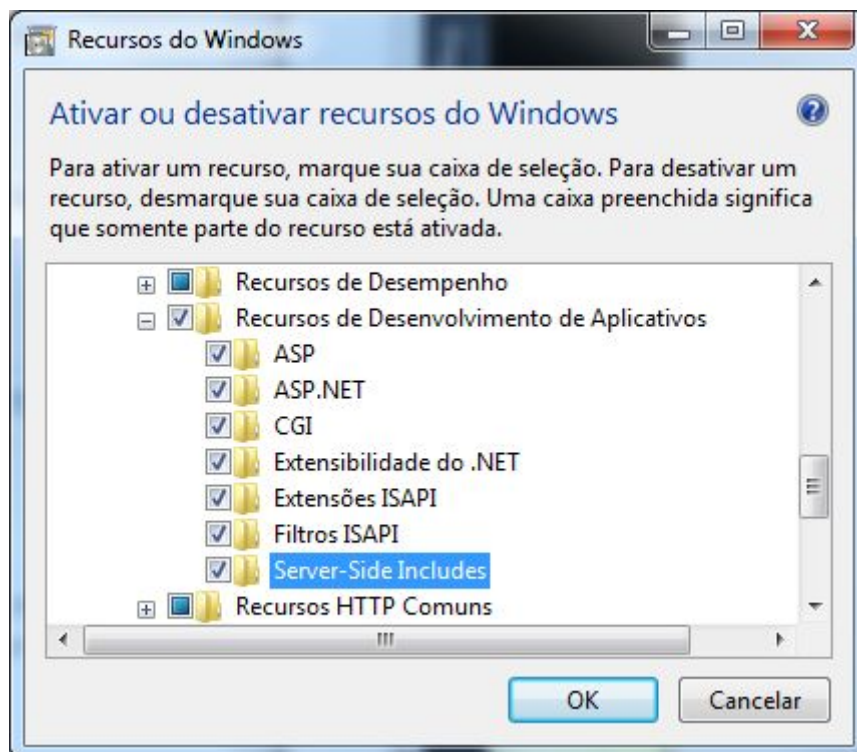 Recursos do Windows
Ativar ou desativar recursos do Windows
Para ativar um recurso, marque sua caixa de seleção. Para desativar um
recurso, desmarque sua caixa de seleção. Uma caixa preenchida significa
que somente parte do recurso está ativada.
Recursos de Desempenho
Recursos de Desenvolvimento de Aplicativos
ASP
ASP.NET
CGI
Extensibilidade do .NET
Extensões ISAPI
Filtros ISAPI
Server-Side Includes
Recursos HTTP Comuns
OK Cancelar